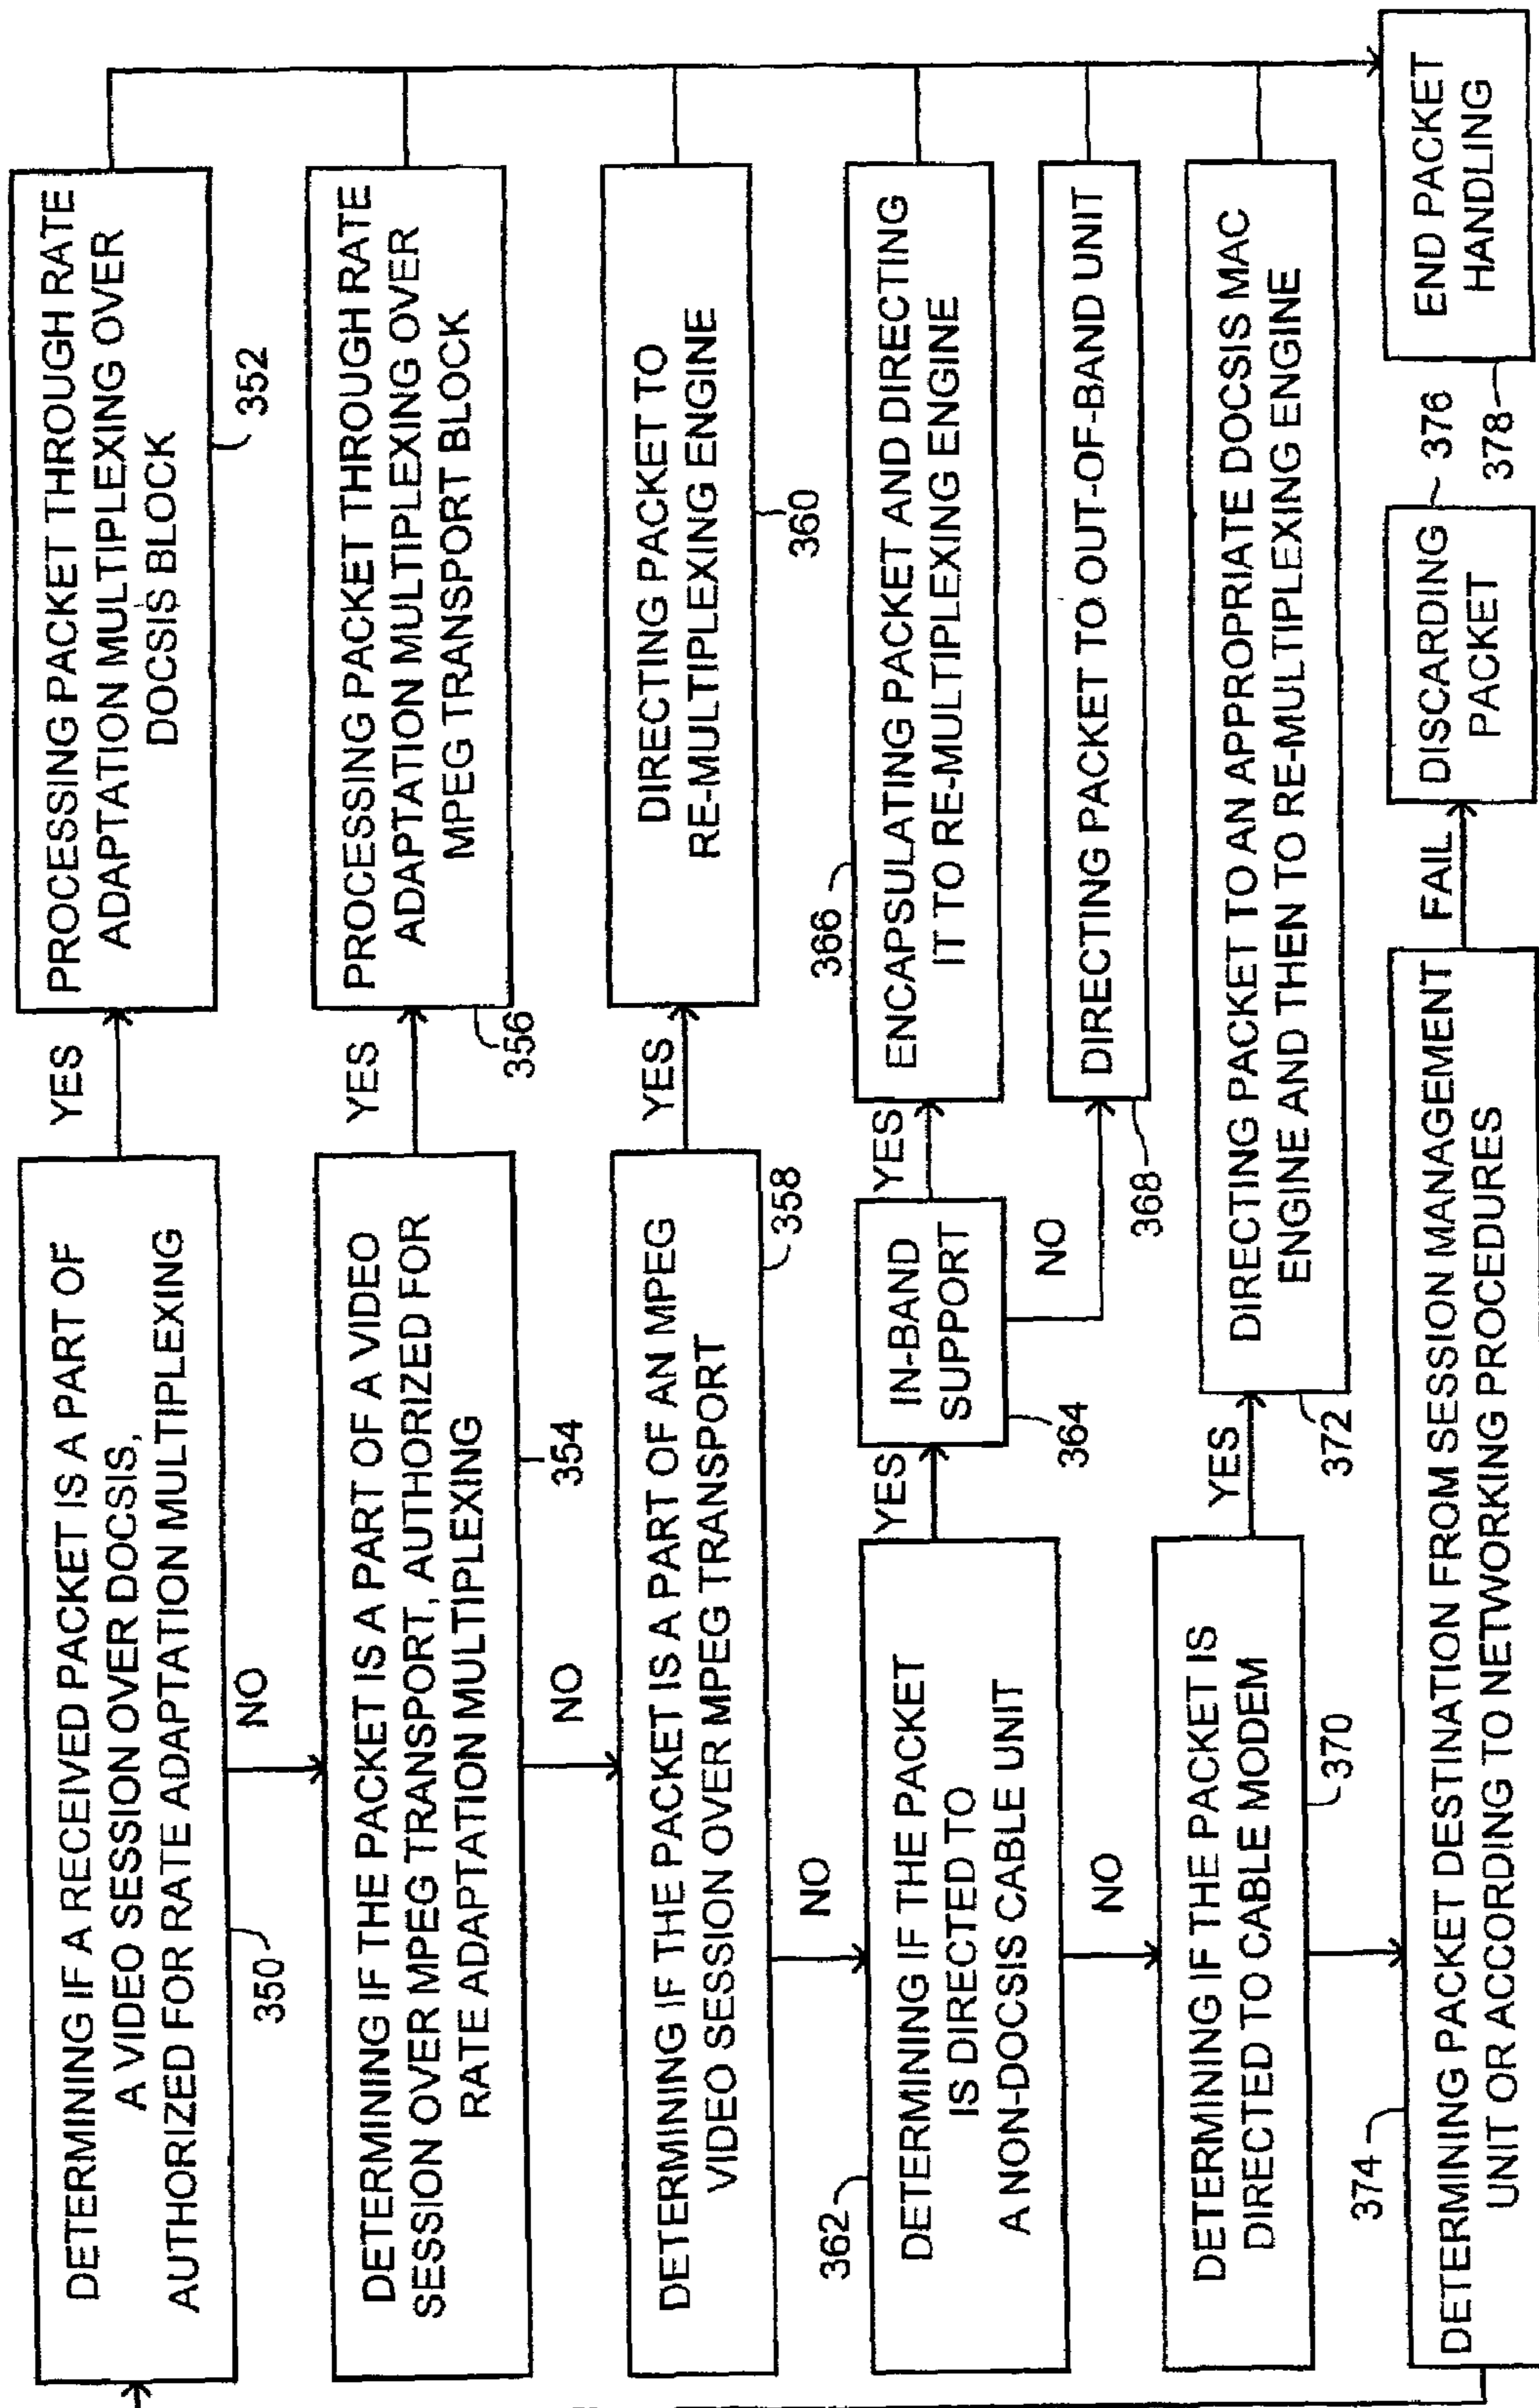 DETERMINING IF A RECEIVED PACKET IS A PART OF
A VIDEO SESSION OVER DOCSIS,
AUTHORIZED FOR RATE ADAPTATION MULTIPLEXING
350
YES
PROCESSING PACKET THROUGH RATE
ADAPTATION MULTIPLEXING OVER
DOCSIS BLOCK
352
NO
DETERMINING IF THE PACKET IS A PART OF A VIDEO
SESSION OVER MPEG TRANSPORT, AUTHORIZED FOR
RATE ADAPTATION MULTIPLEXING
354
YES
PROCESSING PACKET THROUGH RATE
ADAPTATION MULTIPLEXING OVER
MPEG TRANSPORT BLOCK
356
NO
DETERMINING IF THE PACKET IS A PART OF AN MPEG
VIDEO SESSION OVER MPEG TRANSPORT
358
YES
DIRECTING PACKET TO
RE-MULTIPLEXING ENGINE
360
NO
362
DETERMINING IF THE PACKET
IS DIRECTED TO
A NON-DOCSIS CABLE UNIT
YES
IN-BAND
SUPPORT
364
YES
366
ENCAPSULATING PACKET AND DIRECTING
IT TO RE-MULTIPLEXING ENGINE
NO
DIRECTING PACKET TO OUT-OF-BAND UNIT
368
NO
DETERMINING IF THE PACKET IS
DIRECTED TO CABLE MODEM
370
YES
DIRECTING PACKET TO AN APPROPRIATE DOCSIS MAC
ENGINE AND THEN TO RE-MULTIPLEXING ENGINE
372
374
DETERMINING PACKET DESTINATION FROM SESSION MANAGEMENT
UNIT OR ACCORDING TO NETWORKING PROCEDURES
FAIL
DISCARDING
PACKET
376
378
END PACKET
HANDLING